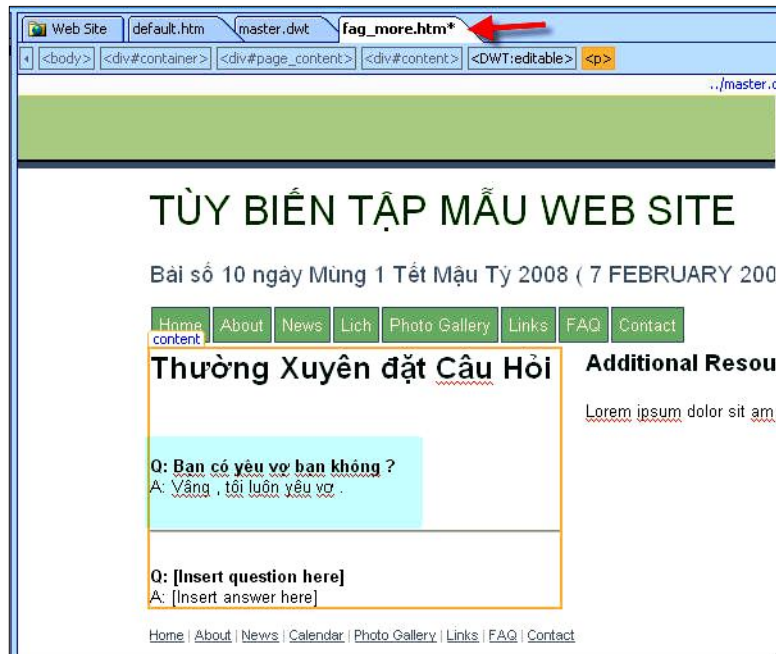 Web Site default.htm master.dwt fag_more.htm*
<body> <div#container> <div#page_content> <div#content> <DWT:editable> <p>
../master.
TÙY BIẾN TẬP MẪU WEB SITE
Bài số 10 ngày Mùng 1 Tết Mậu Tý 2008 ( 7 FEBRUARY 200
Home About News Lich Photo Gallery Links FAQ Contact
content
Thường Xuyên đặt Câu Hỏi
Additional Resou
Lorem ipsum dolor sit am
Q: Bạn có yêu vợ bạn không ?
A: Vâng , tôi luôn yêu vợ .
Q: [Insert question here]
A: [Insert answer here]
Home | About | News | Calendar | Photo Gallery | Links | FAQ | Contact